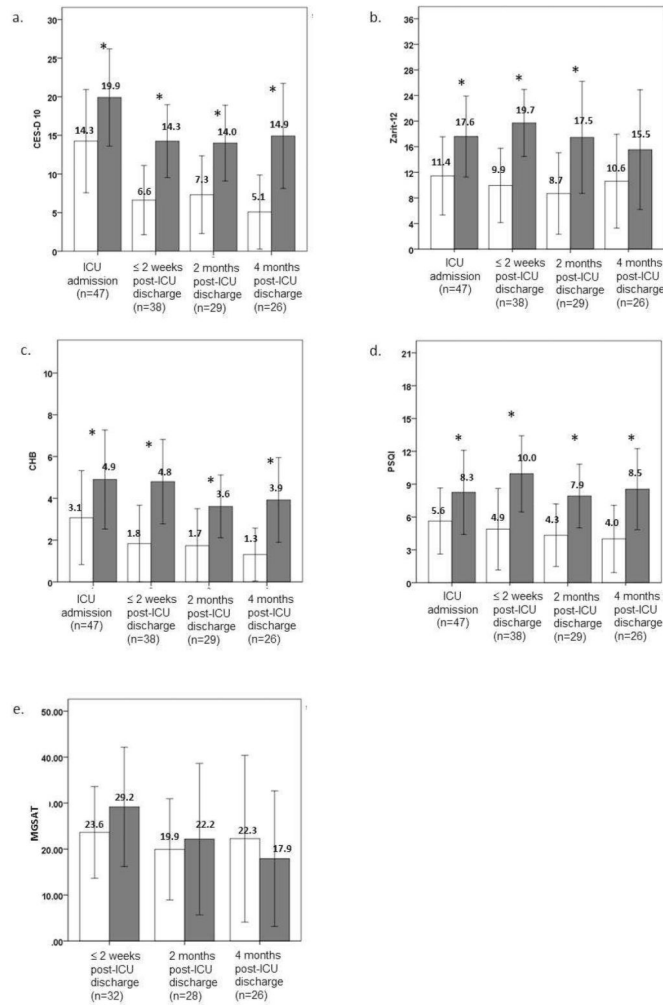 a.
CES-D 10
20
15
10
5
0
14.3
*
19.9
6.6
*
14.3
7.3
*
14.0
5.1
*
14.9
ICU admission (n=47)
≤ 2 weeks post-ICU discharge (n=38)
2 months post-ICU discharge (n=29)
4 months post-ICU discharge (n=26)
b.
Zarit-12
36
30
24
18
12
6
0
11.4
*
17.6
9.9
*
19.7
8.7
*
17.5
10.6
15.5
ICU admission (n=47)
≤ 2 weeks post-ICU discharge (n=38)
2 months post-ICU discharge (n=29)
4 months post-ICU discharge (n=26)
c.
CHB
10
8
6
4
2
0
3.1
*
4.9
1.8
*
4.8
1.7
*
3.6
1.3
*
3.9
ICU admission (n=47)
≤ 2 weeks post-ICU discharge (n=38)
2 months post-ICU discharge (n=29)
4 months post-ICU discharge (n=26)
d.
PSQI
21
18
15
12
9
6
3
0
5.6
*
8.3
4.9
*
10.0
4.3
*
7.9
4.0
*
8.5
ICU admission (n=47)
≤ 2 weeks post-ICU discharge (n=38)
2 months post-ICU discharge (n=29)
4 months post-ICU discharge (n=26)
e.
MGSAT
50.00
40.00
20.00
10.00
.00
23.6
29.2
19.9
22.2
22.3
17.9
≤ 2 weeks post-ICU discharge (n=32)
2 months post-ICU discharge (n=28)
4 months post-ICU discharge (n=26)